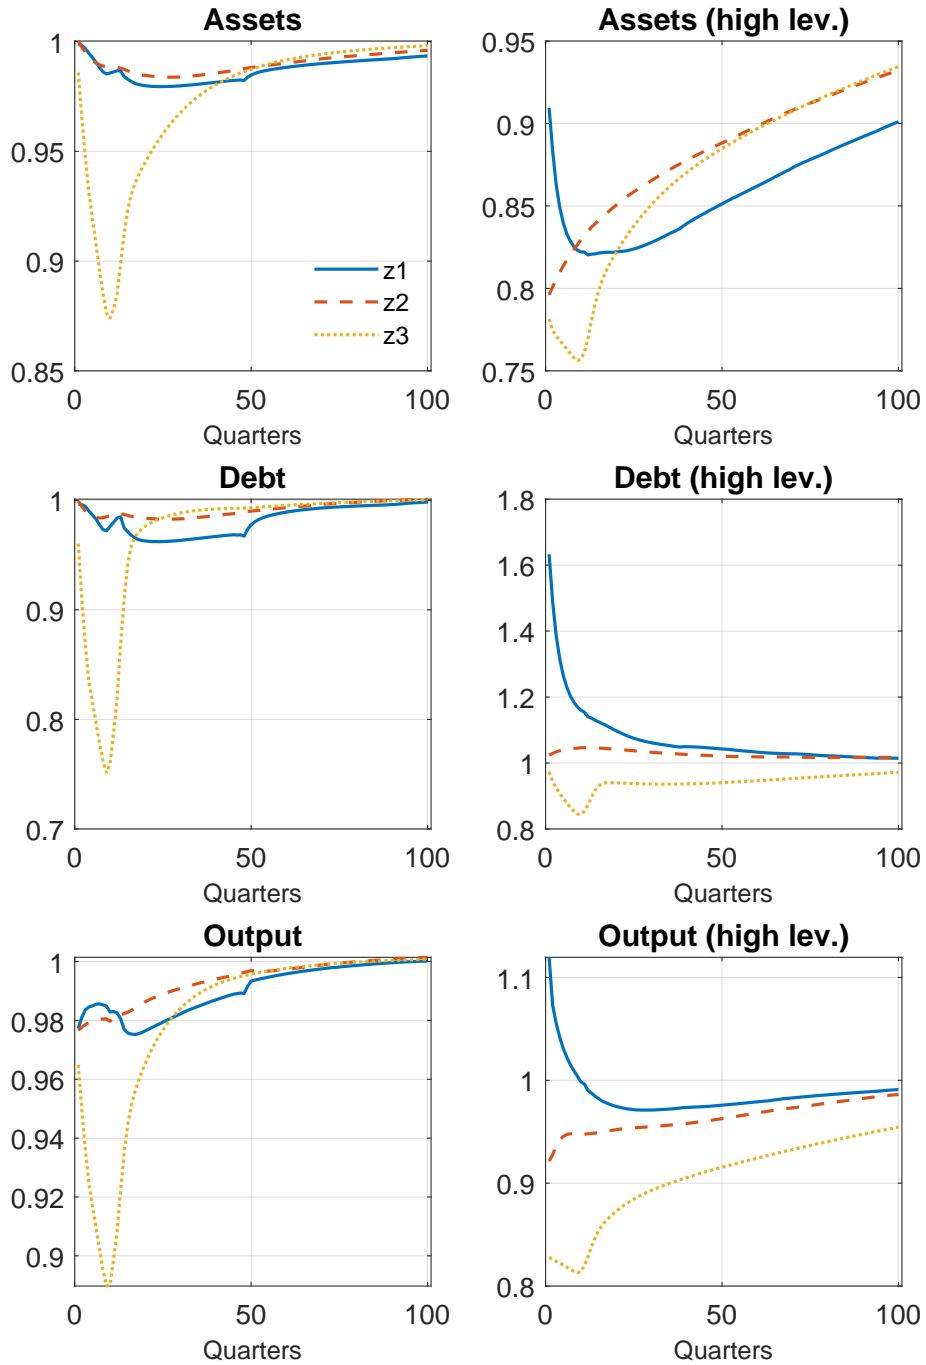 Assets
1
0.95
0.9
0.85
z1
z2
z3
0 50 100
Quarters
Assets (high lev.)
0.95
0.9
0.85
0.8
0.75
0 50 100
Quarters
Debt
1
0.9
0.8
0.7
0 50 100
Quarters
Debt (high lev.)
1.8
1.6
1.4
1.2
1
0.8
0 50 100
Quarters
Output
1
0.98
0.96
0.94
0.92
0.9
0 50 100
Quarters
Output (high lev.)
1.1
1
0.9
0.8
0 50 100
Quarters